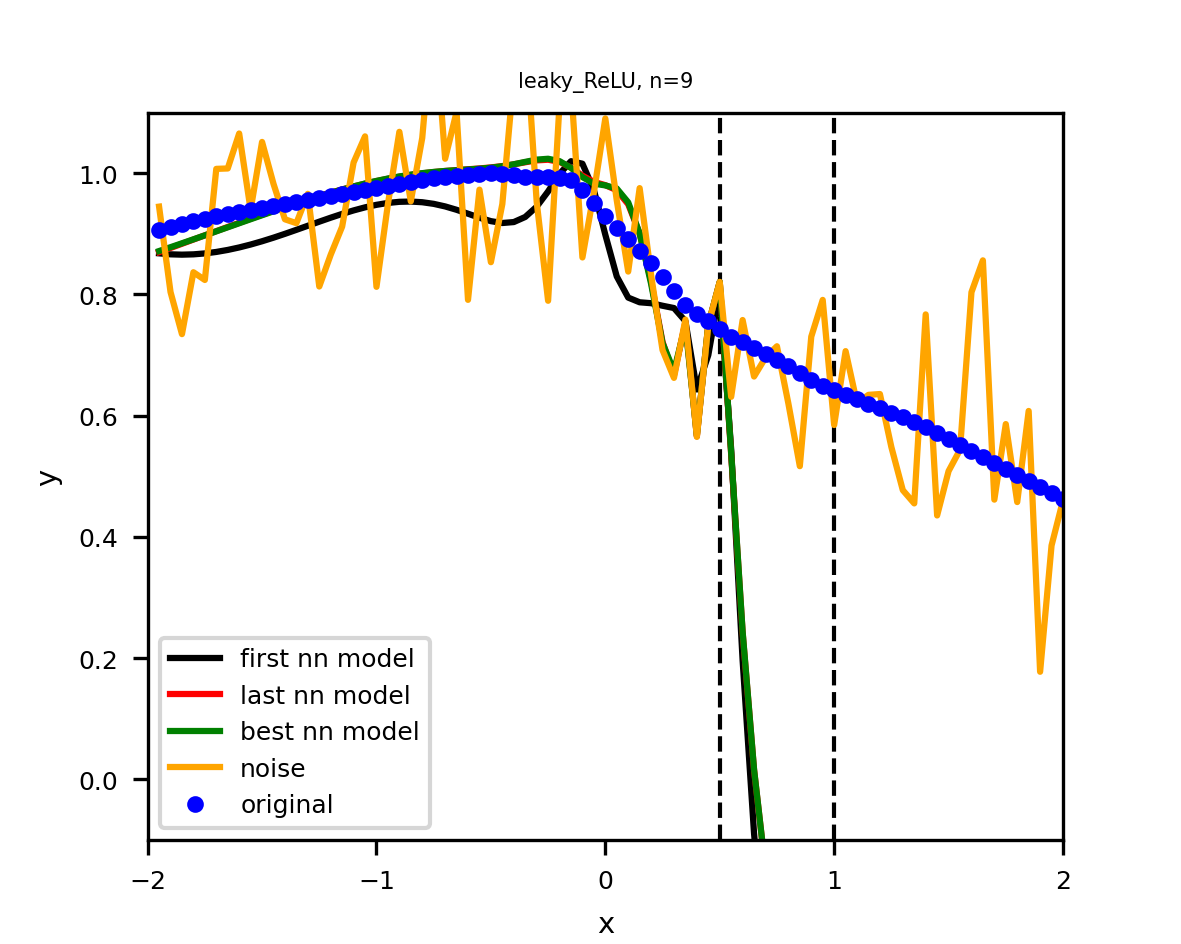 leaky_ReLU, n=9
y
1.0
0.8
0.6
0.4
0.2
0.0
first nn model
last nn model
best nn model
noise
original
−2
−1
0
1
2
x